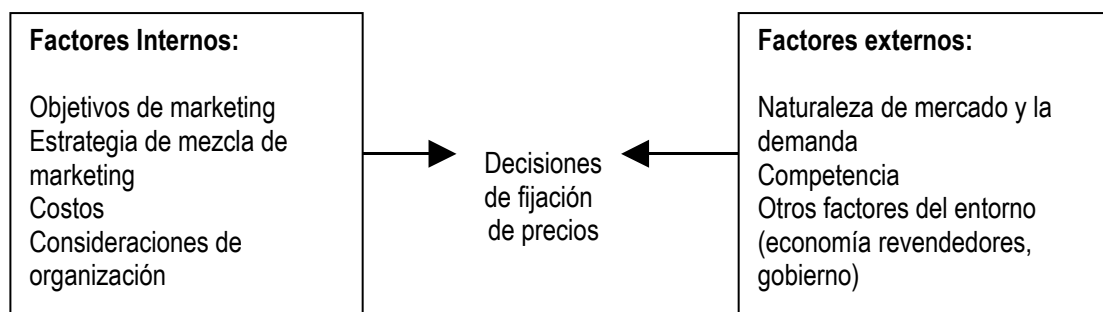 Factores Internos:
Objetivos de marketing
Estrategia de mezcla de
marketing
Costos
Consideraciones de
organización
Decisiones
de fijación
de precios
Factores externos:
Naturaleza de mercado y la
demanda
Competencia
Otros factores del entorno
(economía revendedores,
gobierno)